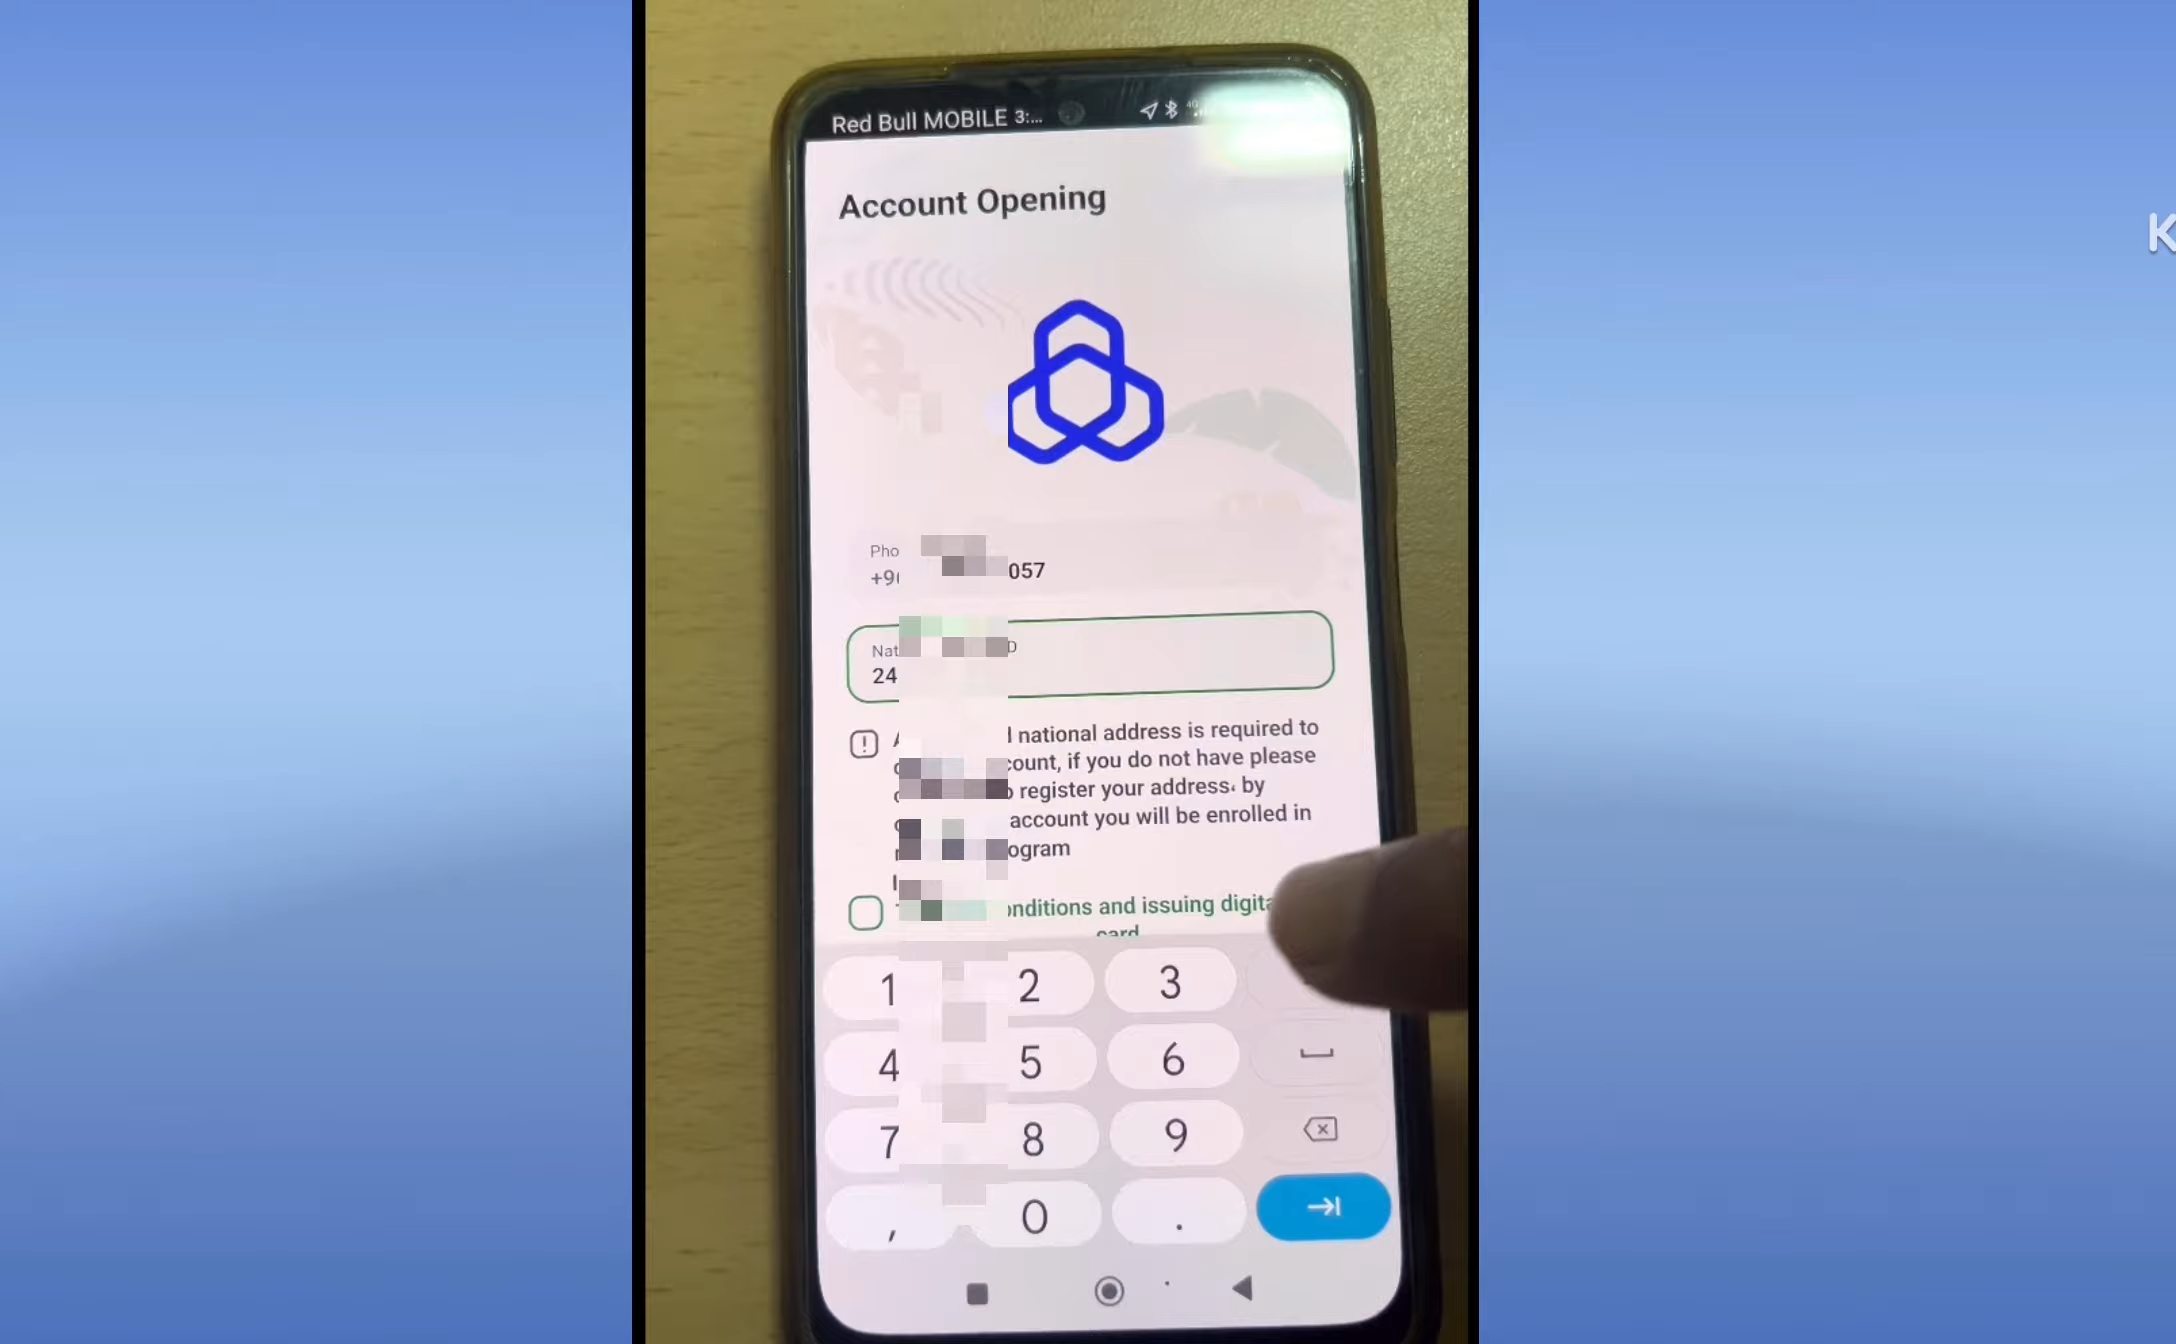 Red Bull MOBILE 3:...
4G
K
Account Opening
Pho
+9 057
Nat D
24
national address is required to
count, if you do not have please
register your address، by
account you will be enrolled in
ogram
onditions and issuing digita
card
1 2 3
4 5 6
7 8 9
, 0 .